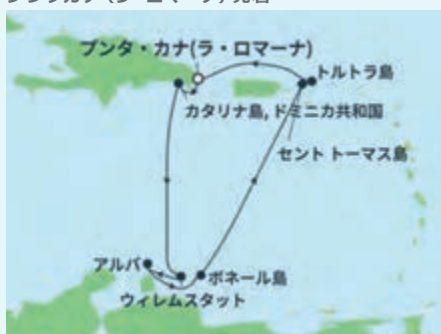 プンタ・カナ(ラ・ロマーナ)
トルトラ島
カタリナ島, ドミニカ共和国
セント トーマス島
アルバ
ボネール島
ウィレムスタット